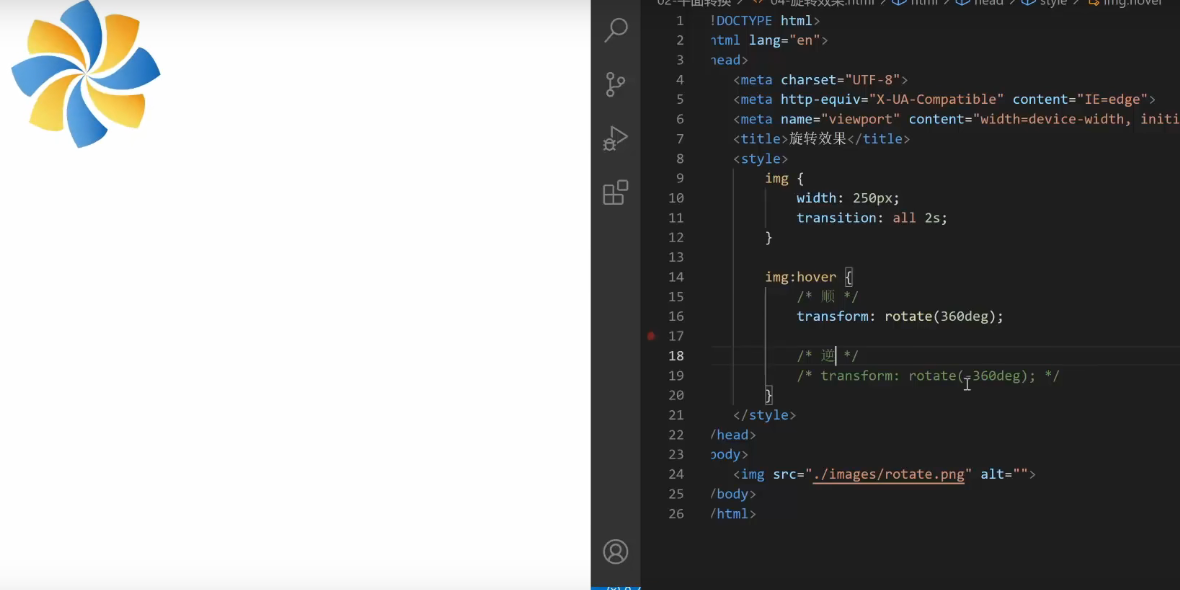 02-平面转换 > <> 04-旋转效果.html > html > head > style > img:hover
1 !DOCTYPE html>
2 html lang="en">
3 head>
4 <meta charset="UTF-8">
5 <meta http-equiv="X-UA-Compatible" content="IE=edge">
6 <meta name="viewport" content="width=device-width, initi
7 <title>旋转效果</title>
8 <style>
9 img {
10 width: 250px;
11 transition: all 2s;
12 }
13
14 img:hover {
15 /* 顺 */
16 transform: rotate(360deg);
17
18 /* 逆 */
19 /* transform: rotate(-360deg); */
20 }
21 </style>
22 /head>
23 body>
24 <img src="./images/rotate.png" alt="">
25 /body>
26 /html>